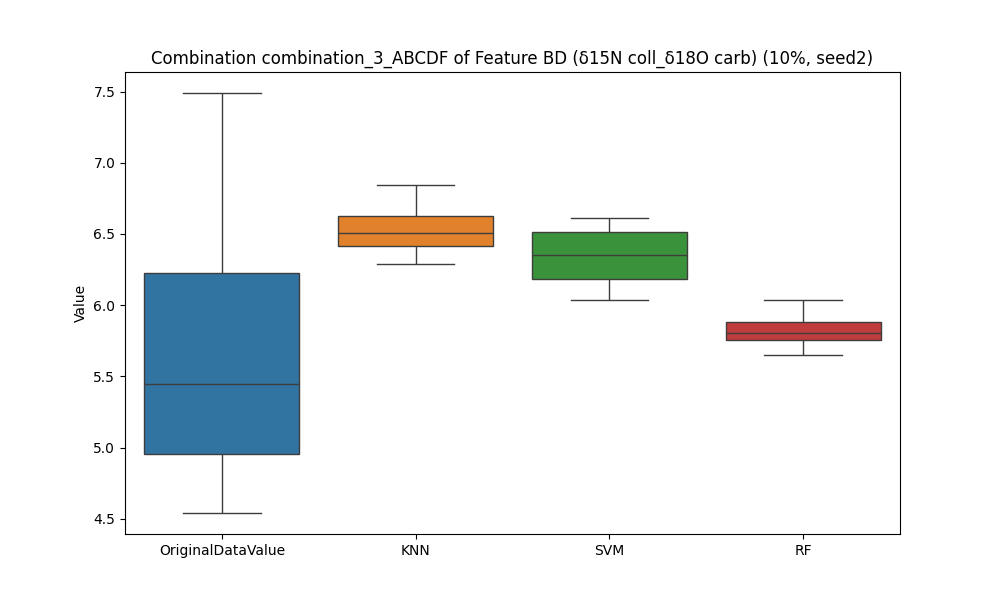 Combination combination_3_ABCDF of Feature BD (δ15N coll_δ18O carb) (10%, seed2)
7.5
7.0
6.5
6.0
5.5
5.0
4.5
Value
OriginalDataValue KNN SVM RF